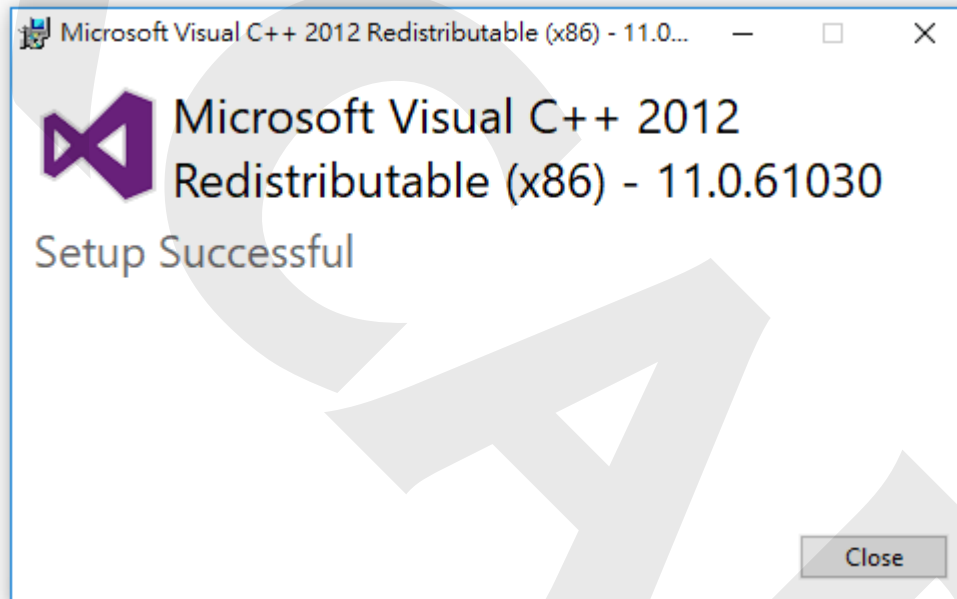 Microsoft Visual C++ 2012 Redistributable (x86) - 11.0...
Microsoft Visual C++ 2012
Redistributable (x86) - 11.0.61030
Setup Successful
Close